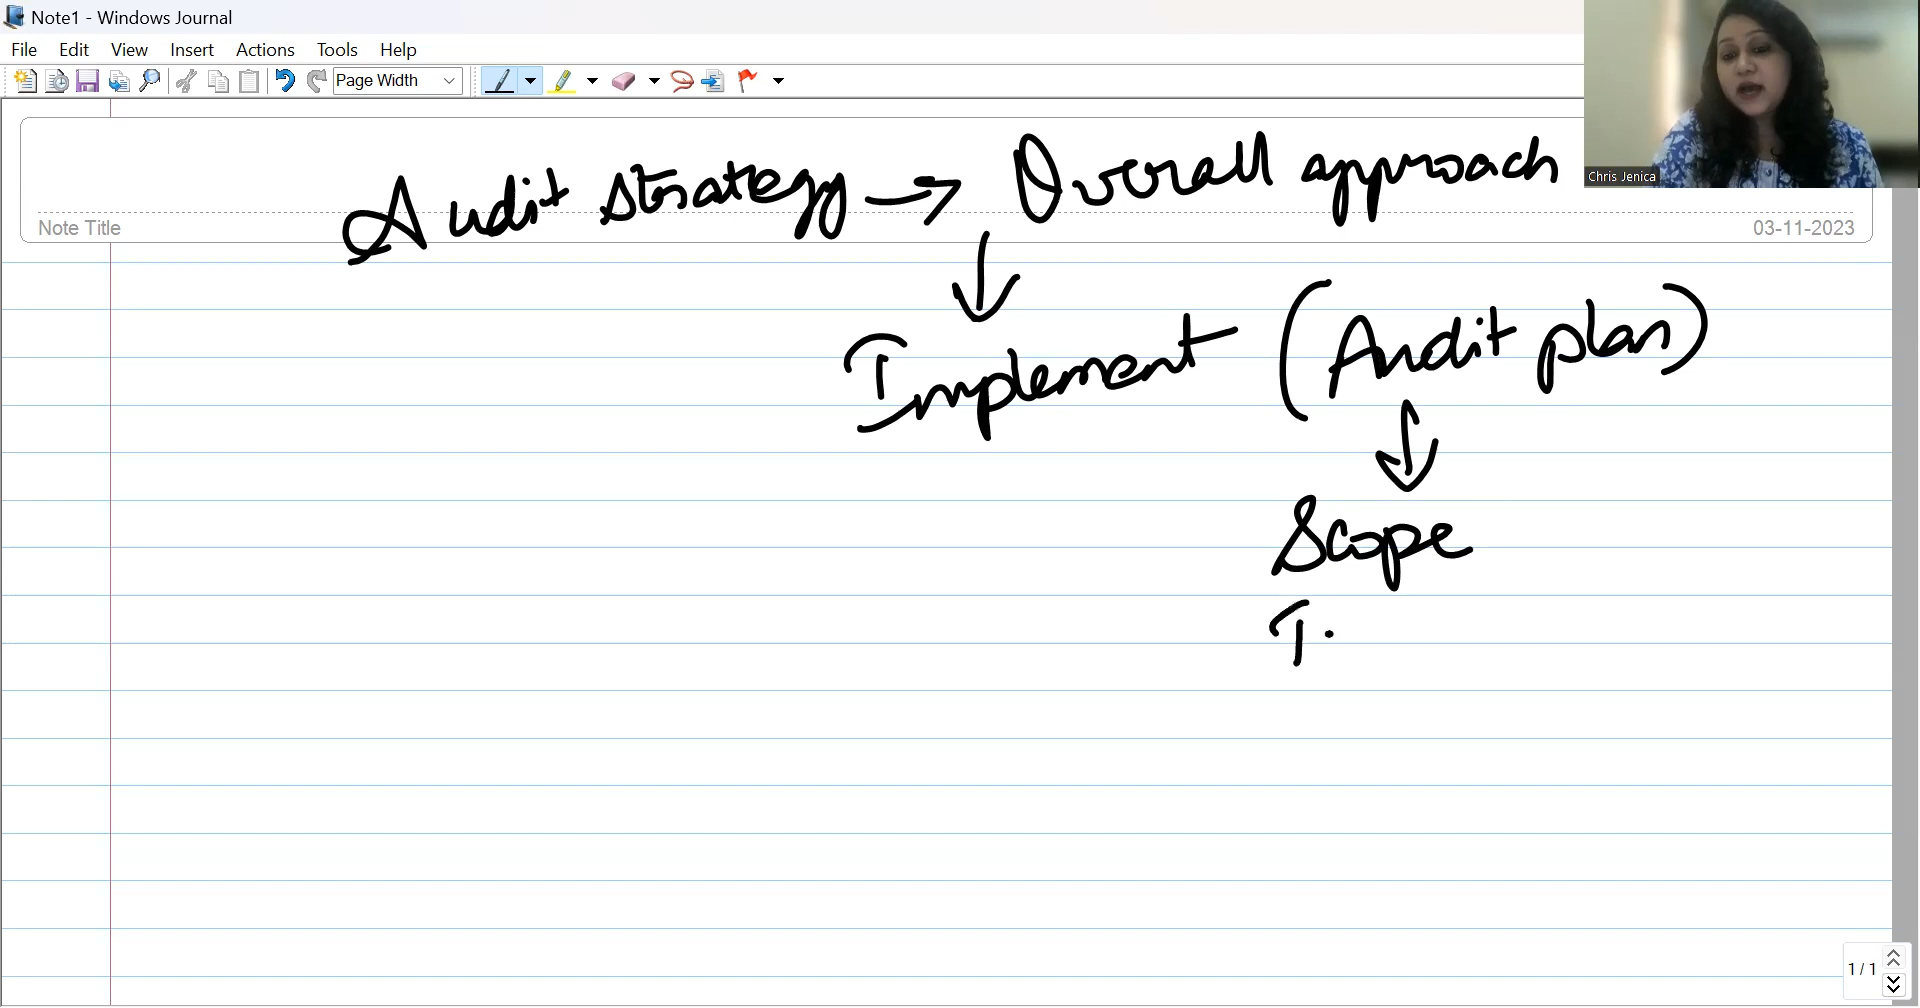 Note1 - Windows Journal
File Edit View Insert Actions Tools Help
Page Width
Chris Jenica
Audit strategy → Overall approach
Note Title
03-11-2023
↓
Implement (Audit plan)
↓
Scope
T.
1 / 1